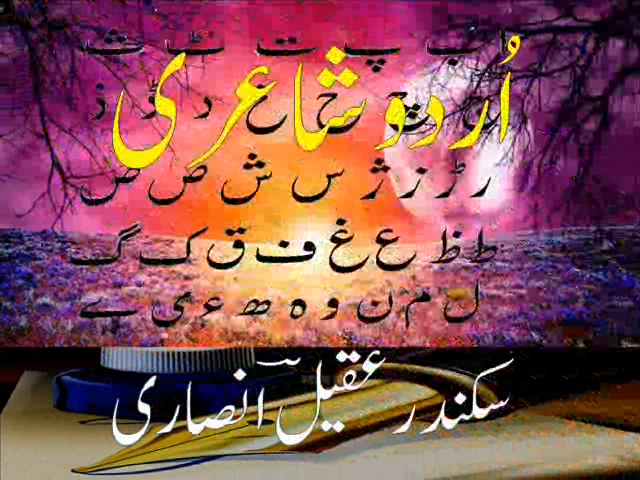 ا ب پ ت ٹ ث
اُردو شاعری
ج چ ح خ د ڈ ذ
ر ڑ ز ژ س ش ص ض
ط ظ ع غ ف ق ک گ
ل م ن و ہ ھ ء ی ے
سکندر عقیل انصاری